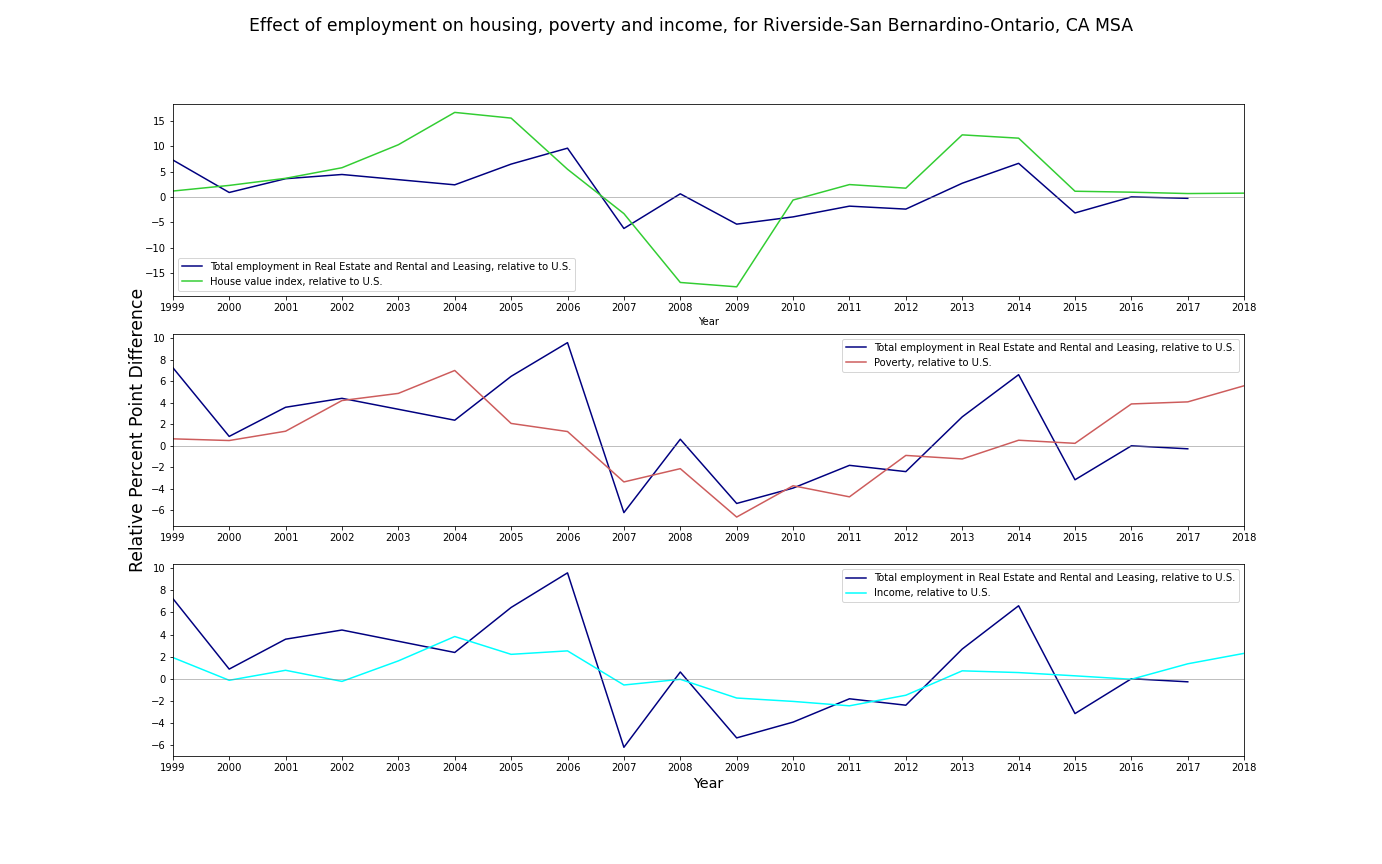 Effect of employment on housing, poverty and income, for Riverside-San Bernardino-Ontario, CA MSA
Relative Percent Point Difference
15
10
5
0
−5
−10
−15
Total employment in Real Estate and Rental and Leasing, relative to U.S.
House value index, relative to U.S.
1999 2000 2001 2002 2003 2004 2005 2006 2007 2008 2009 2010 2011 2012 2013 2014 2015 2016 2017 2018
Year
10
8
6
4
2
0
−2
−4
−6
Total employment in Real Estate and Rental and Leasing, relative to U.S.
Poverty, relative to U.S.
1999 2000 2001 2002 2003 2004 2005 2006 2007 2008 2009 2010 2011 2012 2013 2014 2015 2016 2017 2018
10
8
6
4
2
0
−2
−4
−6
Total employment in Real Estate and Rental and Leasing, relative to U.S.
Income, relative to U.S.
1999 2000 2001 2002 2003 2004 2005 2006 2007 2008 2009 2010 2011 2012 2013 2014 2015 2016 2017 2018
Year